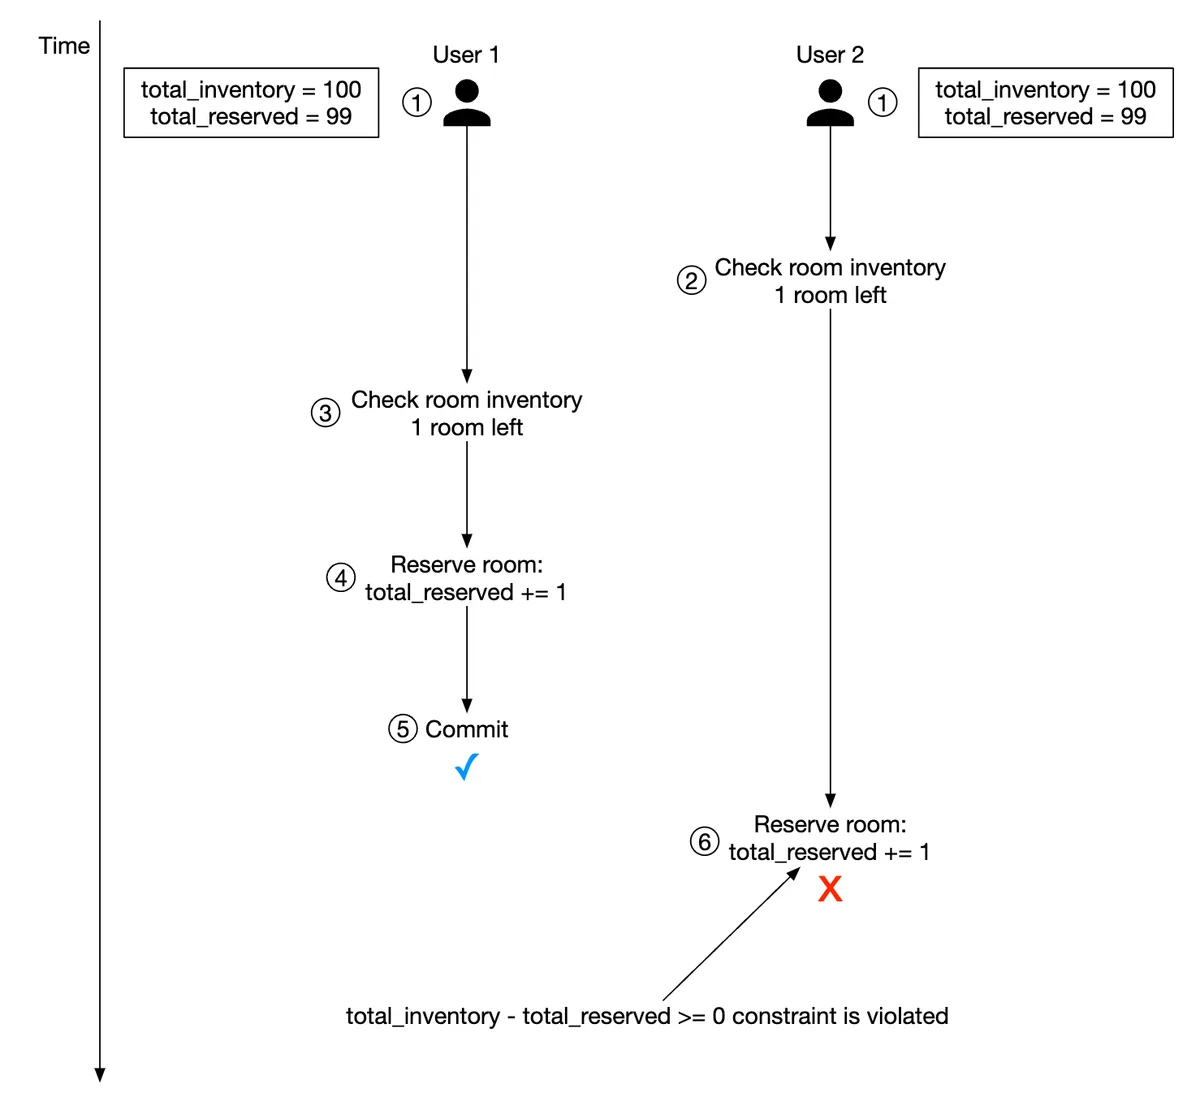 Time
User 1
User 2
total_inventory = 100
total_reserved = 99
1
1
total_inventory = 100
total_reserved = 99
2
Check room inventory
1 room left
3
Check room inventory
1 room left
4
Reserve room:
total_reserved += 1
5 Commit
6
Reserve room:
total_reserved += 1
X
total_inventory - total_reserved >= 0 constraint is violated